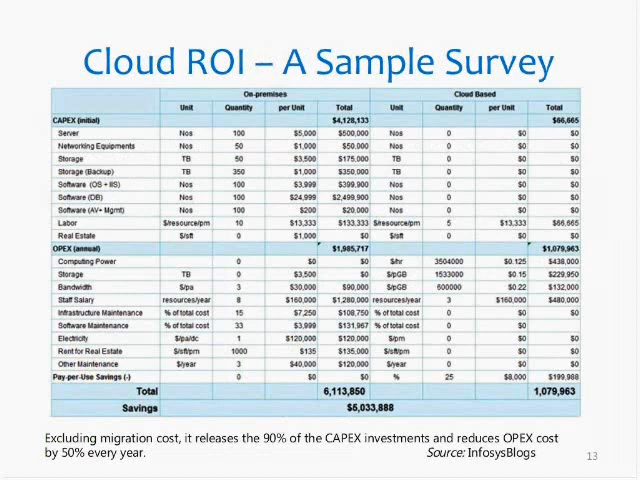 Cloud ROI – A Sample Survey
On-premises Cloud Based
Unit Quantity per Unit Total Unit Quantity per Unit Total
CAPEX (initial) $4,128,133 $66,665
Server Nos 100 $5,000 $500,000 Nos 0 $0 $0
Networking Equipments Nos 50 $1,000 $50,000 Nos 0 $0 $0
Storage TB 50 $3,500 $175,000 TB 0 $0 $0
Storage (Backup) TB 350 $1,000 $350,000 TB 0 $0 $0
Software (OS + IIS) Nos 100 $3,999 $399,900 Nos 0 $0 $0
Software (DB) Nos 100 $24,999 $2,499,900 Nos 0 $0 $0
Software (AV+ Mgmt) Nos 100 $200 $20,000 Nos 0 $0 $0
Labor $/resource/pm 10 $13,333 $133,333 $/resource/pm 5 $13,333 $66,665
Real Estate $/sft 0 $1,000 $0 $/sft 0 $0 $0
OPEX (annual) $1,985,717 $1,079,963
Computing Power 0 $0 $0 $/hr 3504000 $0.125 $438,000
Storage TB 0 $3,500 $0 $/pGB 1533000 $0.15 $229,950
Bandwidth $/pa 3 $30,000 $90,000 $/pGB 600000 $0.22 $132,000
Staff Salary resources/year 8 $160,000 $1,280,000 resources/year 3 $160,000 $480,000
Infrastructure Maintenance % of total cost 15 $7,250 $108,750 % of total cost 0 $0 $0
Software Maintenance % of total cost 33 $3,999 $131,967 % of total cost 0 $0
Electricity $/pa/dc 1 $120,000 $120,000 $/pm 0 $0 $0
Rent for Real Estate $/sft/pm 1000 $135 $135,000 $/sft/pm 0 $0 $0
Other Maintenance $/year 3 $40,000 $120,000 $/year 0 $0 $0
Pay-per-Use Savings (-) 0 $0 $0 % 25 $8,000 $199,988
Total 6,113,850 1,079,963
Savings $5,033,888
Excluding migration cost, it releases the 90% of the CAPEX investments and reduces OPEX cost
by 50% every year. Source: InfosysBlogs
13